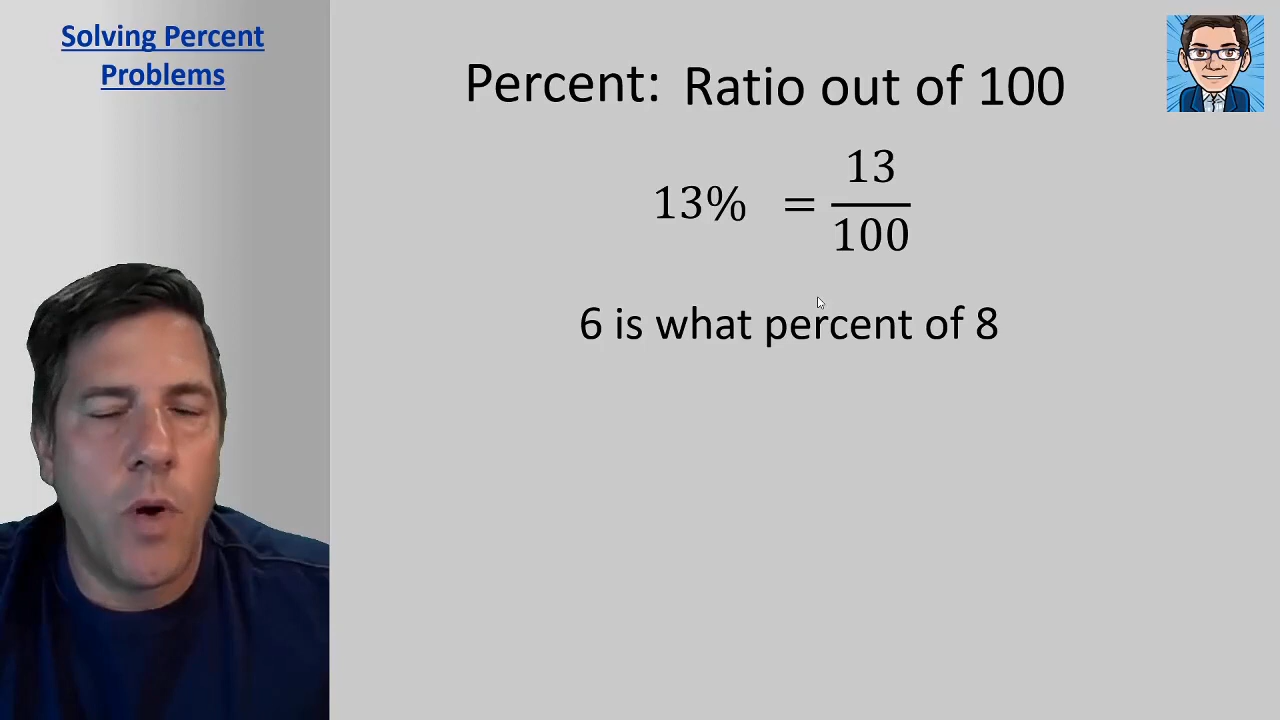 Solving Percent
Problems
Percent: Ratio out of 100
13% = 13/100
6 is what percent of 8